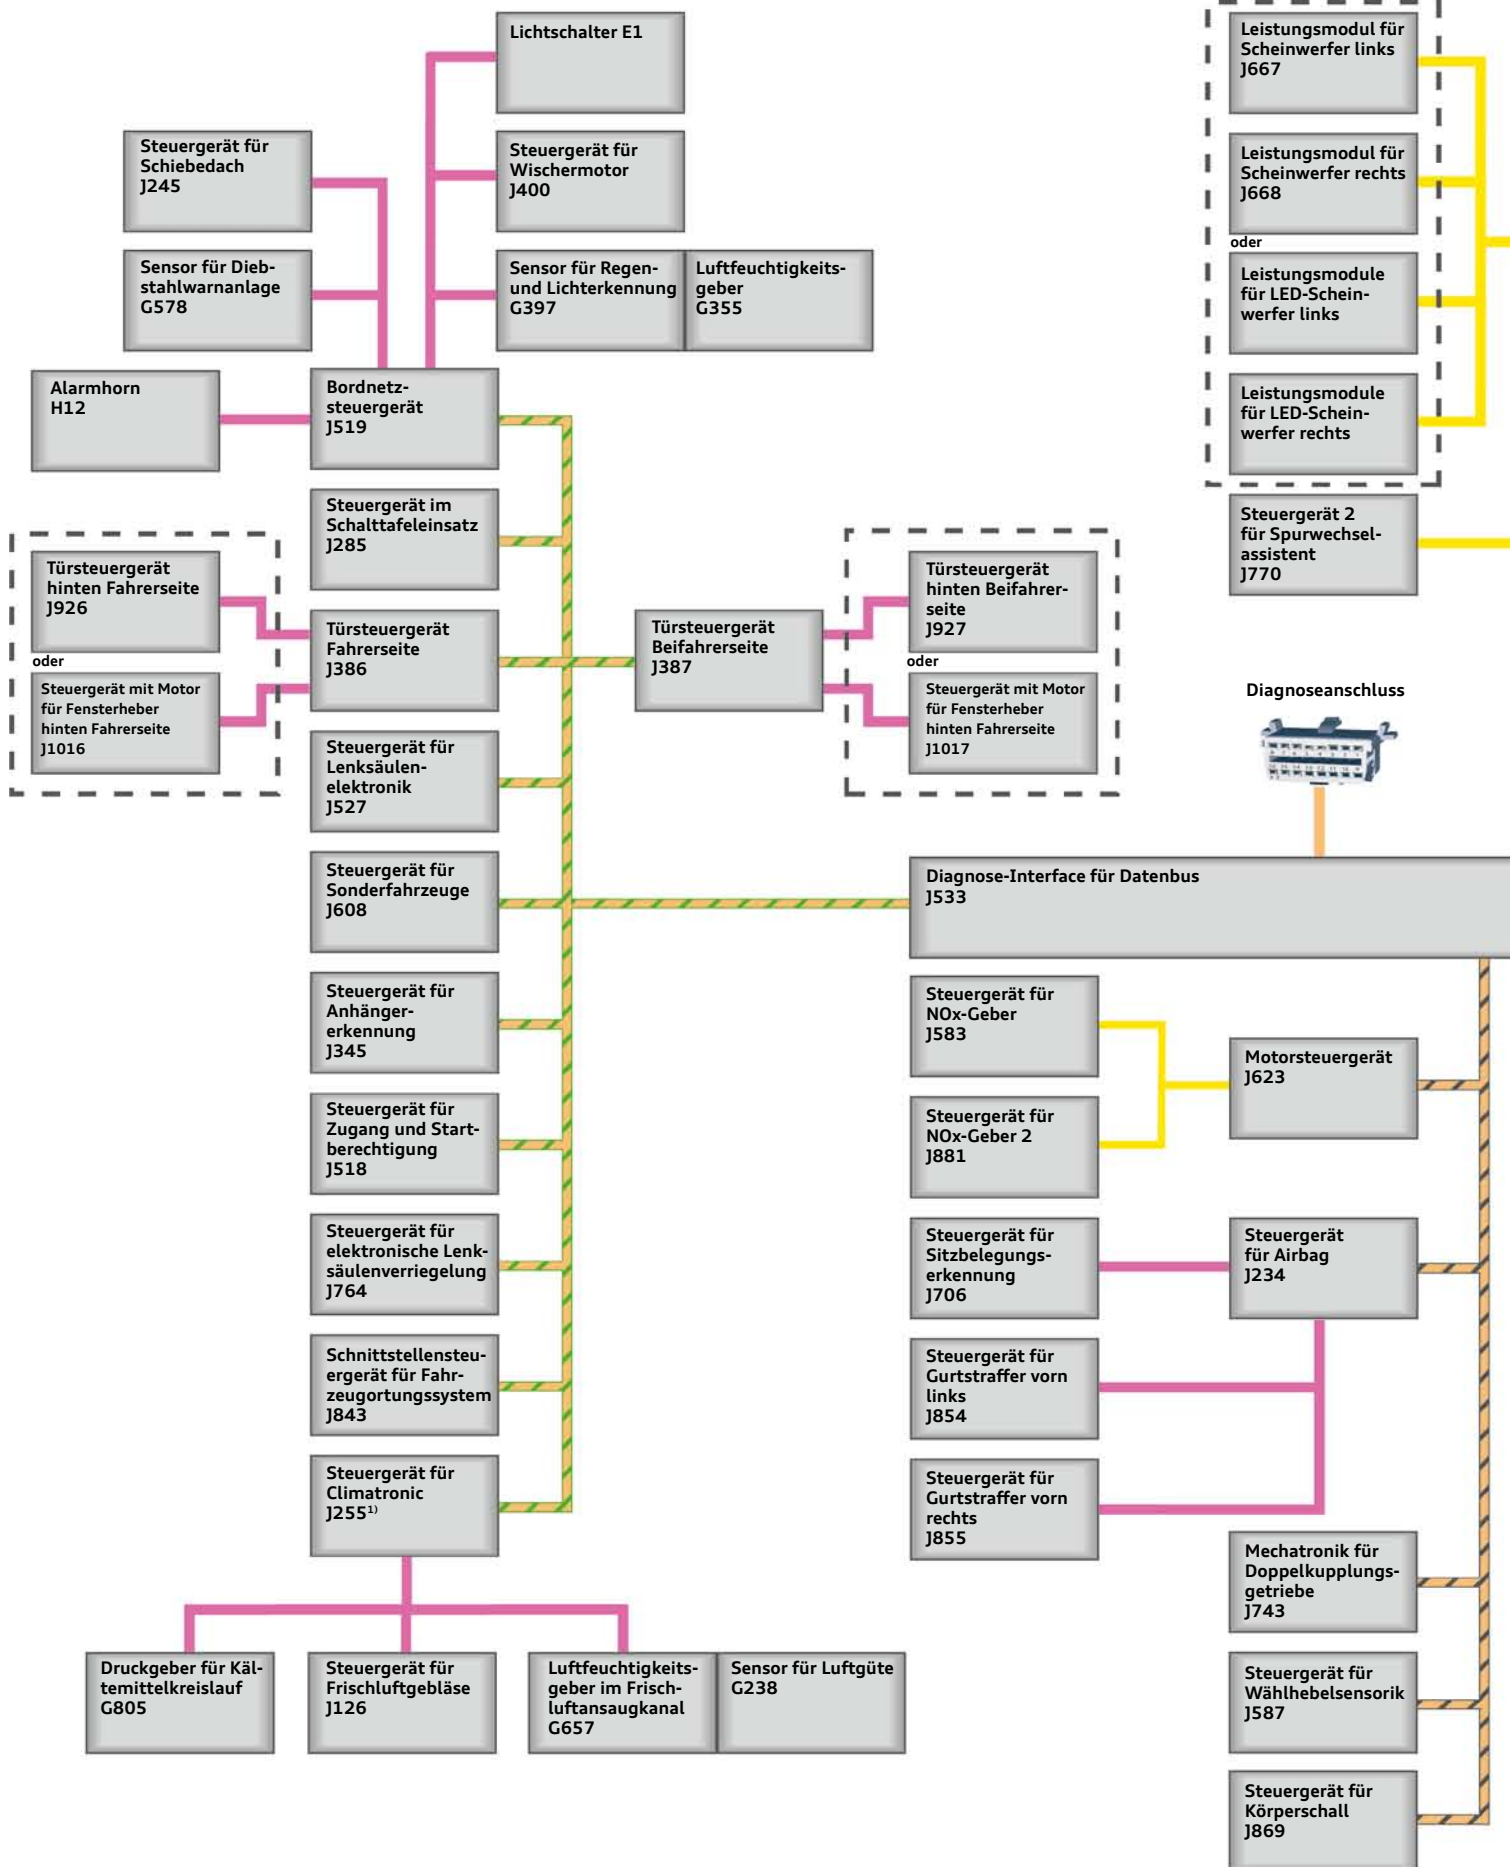 Lichtschalter E1
Steuergerät für
Schiebedach
J245
Steuergerät für
Wischermotor
J400
Sensor für Dieb-
stahlwarnanlage
G578
Sensor für Regen-
und Lichterkennung
G397
Luftfeuchtigkeits-
geber
G355
Alarmhorn
H12
Bordnetz-
steuergerät
J519
Steuergerät im
Schalttafeleinsatz
J285
Türsteuergerät
hinten Fahrerseite
J926
oder
Steuergerät mit Motor
für Fensterheber
hinten Fahrerseite
J1016
Türsteuergerät
Fahrerseite
J386
Türsteuergerät
Beifahrerseite
J387
Türsteuergerät
hinten Beifahrer-
seite
J927
oder
Steuergerät mit Motor
für Fensterheber
hinten Fahrerseite
J1017
Steuergerät für
Lenksäulen-
elektronik
J527
Steuergerät für
Sonderfahrzeuge
J608
Steuergerät für
Anhänger-
erkennung
J345
Steuergerät für
Zugang und Start-
berechtigung
J518
Steuergerät für
elektronische Lenk-
säulenverriegelung
J764
Schnittstellensteu-
ergerät für Fahr-
zeugortungssystem
J843
Steuergerät für
Climatronic
J255¹⁾
Druckgeber für Käl-
temittelkreislauf
G805
Steuergerät für
Frischluftgebläse
J126
Luftfeuchtigkeits-
geber im Frisch-
luftansaugkanal
G657
Sensor für Luftgüte
G238
Leistungsmodul für
Scheinwerfer links
J667
Leistungsmodul für
Scheinwerfer rechts
J668
oder
Leistungsmodule
für LED-Schein-
werfer links
Leistungsmodule
für LED-Schein-
werfer rechts
Steuergerät 2
für Spurwechsel-
assistent
J770
Diagnoseanschluss
Diagnose-Interface für Datenbus
J533
Steuergerät für
NOx-Geber
J583
Steuergerät für
NOx-Geber 2
J881
Motorsteuergerät
J623
Steuergerät für
Sitzbelegungs-
erkennung
J706
Steuergerät
für Airbag
J234
Steuergerät für
Gurtstraffer vorn
links
J854
Steuergerät für
Gurtstraffer vorn
rechts
J855
Mechatronik für
Doppelkupplungs-
getriebe
J743
Steuergerät für
Wählhebelsensorik
J587
Steuergerät für
Körperschall
J869